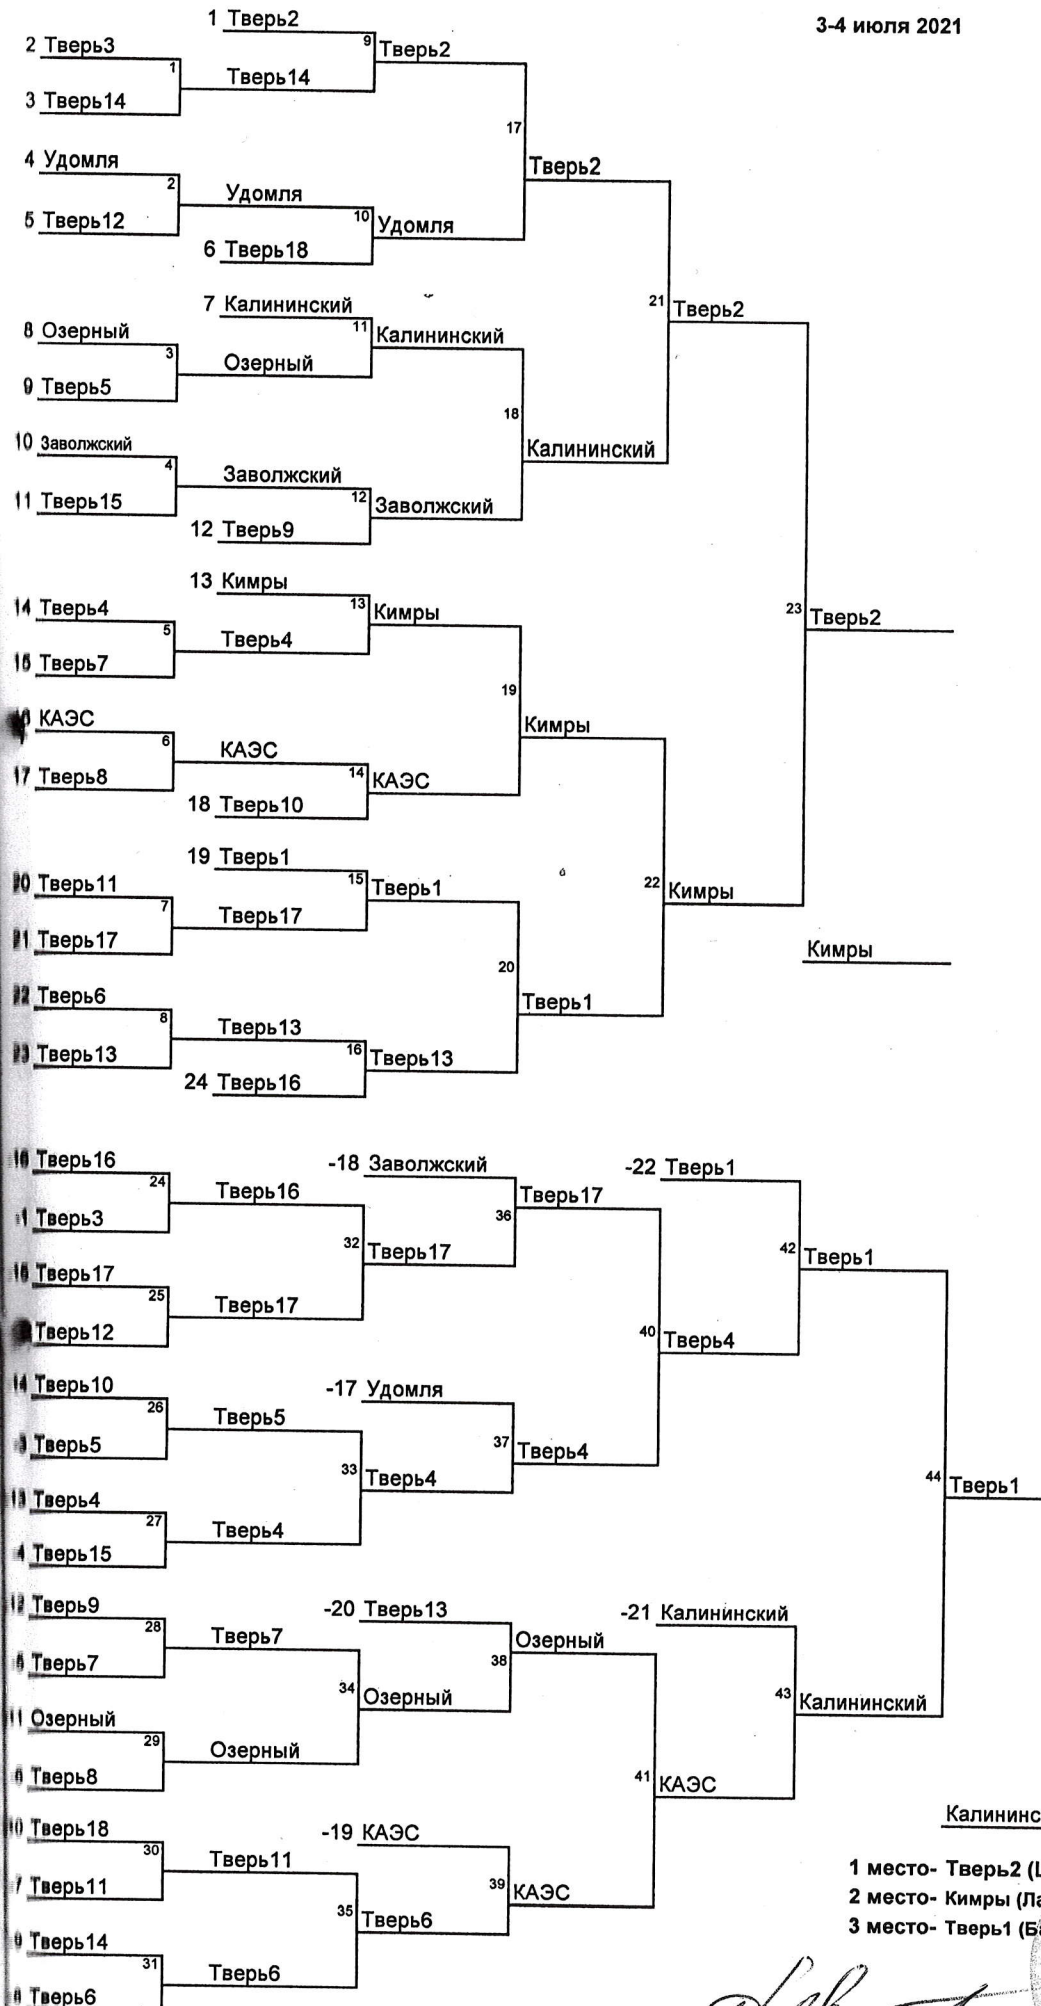 3-4 июля 2021
1 Тверь2
2 Тверь3
9 Тверь2
1
Тверь14
3 Тверь14
17
4 Удомля
Тверь2
2
Удомля
10 Удомля
5 Тверь12
6 Тверь18
7 Калининский
21 Тверь2
8 Озерный
11 Калининский
3
Озерный
9 Тверь5
18
10 Заволжский
Калининский
4
Заволжский
12 Заволжский
11 Тверь15
12 Тверь9
13 Кимры
14 Тверь4
13 Кимры
23 Тверь2
5
Тверь4
15 Тверь7
19
КАЭС
Кимры
6
КАЭС
14 КАЭС
17 Тверь8
18 Тверь10
19 Тверь1
20 Тверь11
15 Тверь1
22 Кимры
7
Тверь17
21 Тверь17
Кимры
20
22 Тверь6
Тверь1
8
Тверь13
16 Тверь13
23 Тверь13
24 Тверь16
Тверь16
-18 Заволжский
-22 Тверь1
24
Тверь16
Тверь17
-1 Тверь3
36
32 Тверь17
42 Тверь1
Тверь17
25
Тверь17
Тверь12
40 Тверь4
Тверь10
-17 Удомля
26
Тверь5
Тверь5
37 Тверь4
33 Тверь4
44 Тверь1
Тверь4
27
Тверь4
Тверь15
Тверь9
-20 Тверь13
-21 Калининский
28
Тверь7
Озерный
Тверь7
38
34 Озерный
43 Калининский
Озерный
29
Озерный
Тверь8
41 КАЭС
Тверь18
-19 КАЭС
Калининс
30
Тверь11
1 место- Тверь2 (
Тверь11
39 КАЭС
2 место- Кимры (Ла
35 Тверь6
3 место- Тверь1 (Ба
Тверь14
31
Тверь6
Тверь6